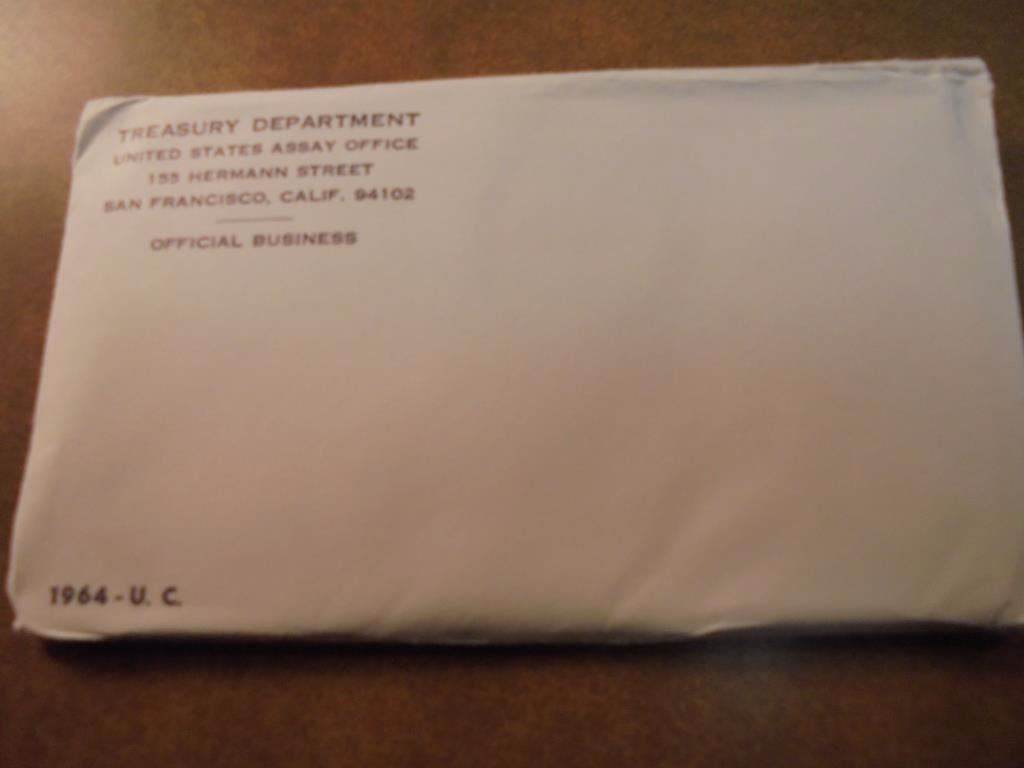 TREASURY DEPARTMENT
UNITED STATES ASSAY OFFICE
155 HERMANN STREET
SAN FRANCISCO, CALIF. 94102
OFFICIAL BUSINESS
1964 - U. C.